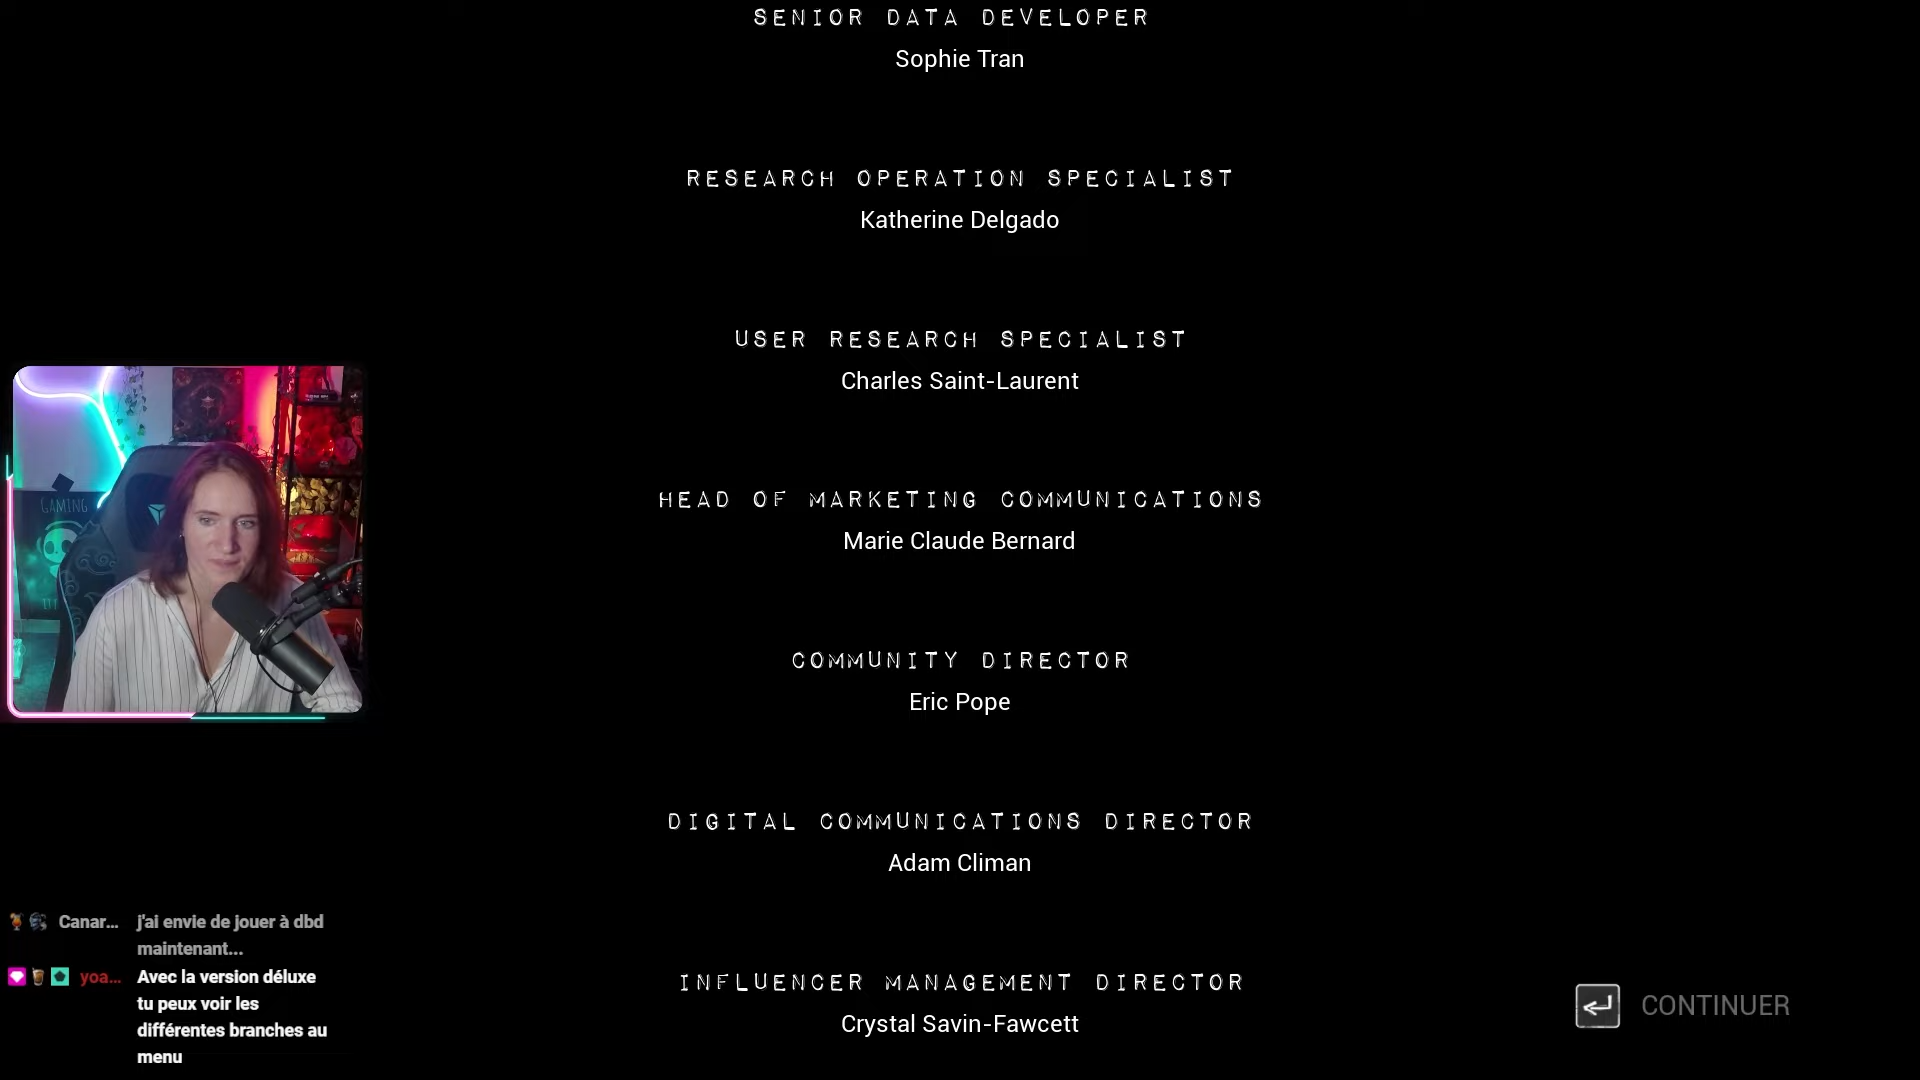 SENIOR DATA DEVELOPER
Sophie Tran
RESEARCH OPERATION SPECIALIST
Katherine Delgado
USER RESEARCH SPECIALIST
Charles Saint-Laurent
HEAD OF MARKETING COMMUNICATIONS
Marie Claude Bernard
COMMUNITY DIRECTOR
Eric Pope
DIGITAL COMMUNICATIONS DIRECTOR
Adam Climan
INFLUENCER MANAGEMENT DIRECTOR
Crystal Savin-Fawcett
GAMING
Canar... j'ai envie de jouer à dbd
maintenant...
yoa... Avec la version déluxe
tu peux voir les
différentes branches au
menu
CONTINUER